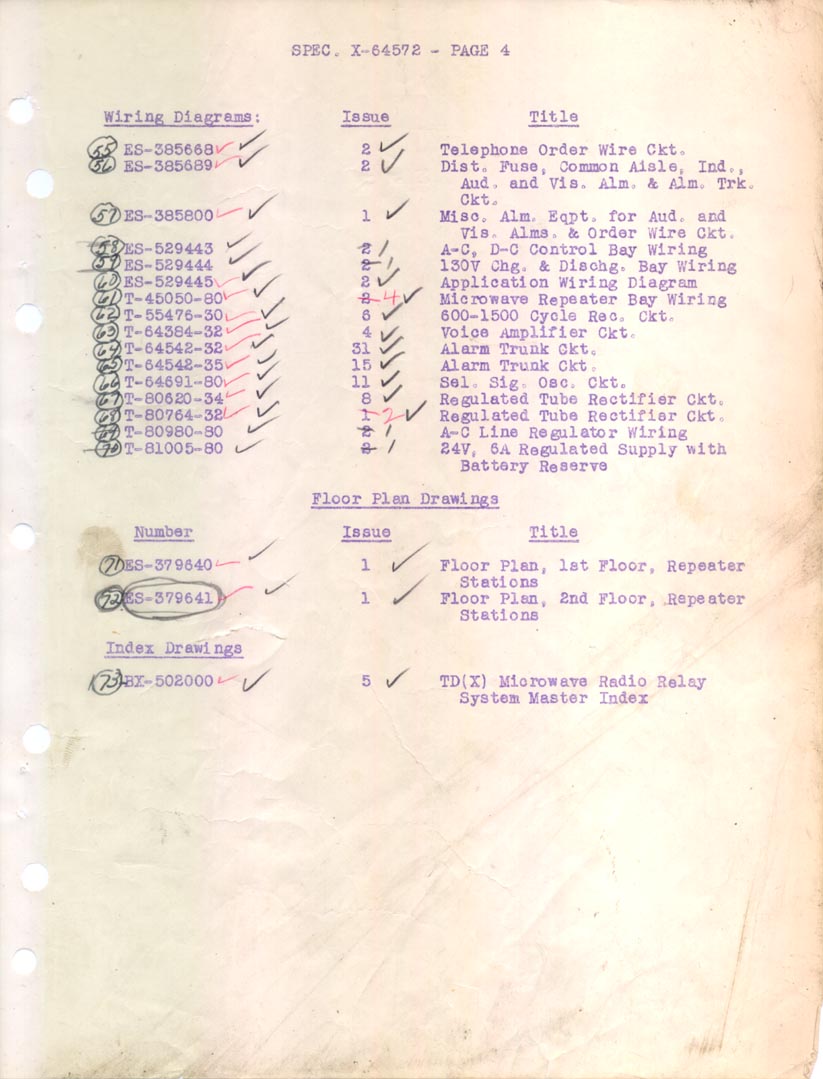 SPEC. X-64572 - PAGE 4
Wiring Diagrams: Issue Title
55 ES-385668 2 Telephone Order Wire Ckt.
56 ES-385689 2 Dist. Fuse, Common Aisle, Ind.,
Aud. and Vis. Alm. & Alm. Trk.
Ckt.
57 ES-385800 1 Misc. Alm. Eqpt. for Aud. and
Vis. Alms. & Order Wire Ckt.
58 ES-529443 2 1 A-C, D-C Control Bay Wiring
59 ES-529444 2 1 130V Chg. & Dischg. Bay Wiring
60 ES-529445 2 Application Wiring Diagram
61 T-45050-80 4 Microwave Repeater Bay Wiring
62 T-55476-30 6 600-1500 Cycle Rec. Ckt.
63 T-64384-32 4 Voice Amplifier Ckt.
64 T-64542-32 31 Alarm Trunk Ckt.
65 T-64542-35 15 Alarm Trunk Ckt.
66 T-64691-80 11 Sel. Sig. Osc. Ckt.
67 T-80620-34 8 Regulated Tube Rectifier Ckt.
68 T-80764-32 1 2 Regulated Tube Rectifier Ckt.
69 T-80980-80 2 1 A-C Line Regulator Wiring
70 T-81005-80 2 1 24V, 6A Regulated Supply with
Battery Reserve
Floor Plan Drawings
Number Issue Title
71 ES-379640 1 Floor Plan, 1st Floor, Repeater
Stations
72 ES-379641 1 Floor Plan, 2nd Floor, Repeater
Stations
Index Drawings
73 BX-502000 5 TD(X) Microwave Radio Relay
System Master Index